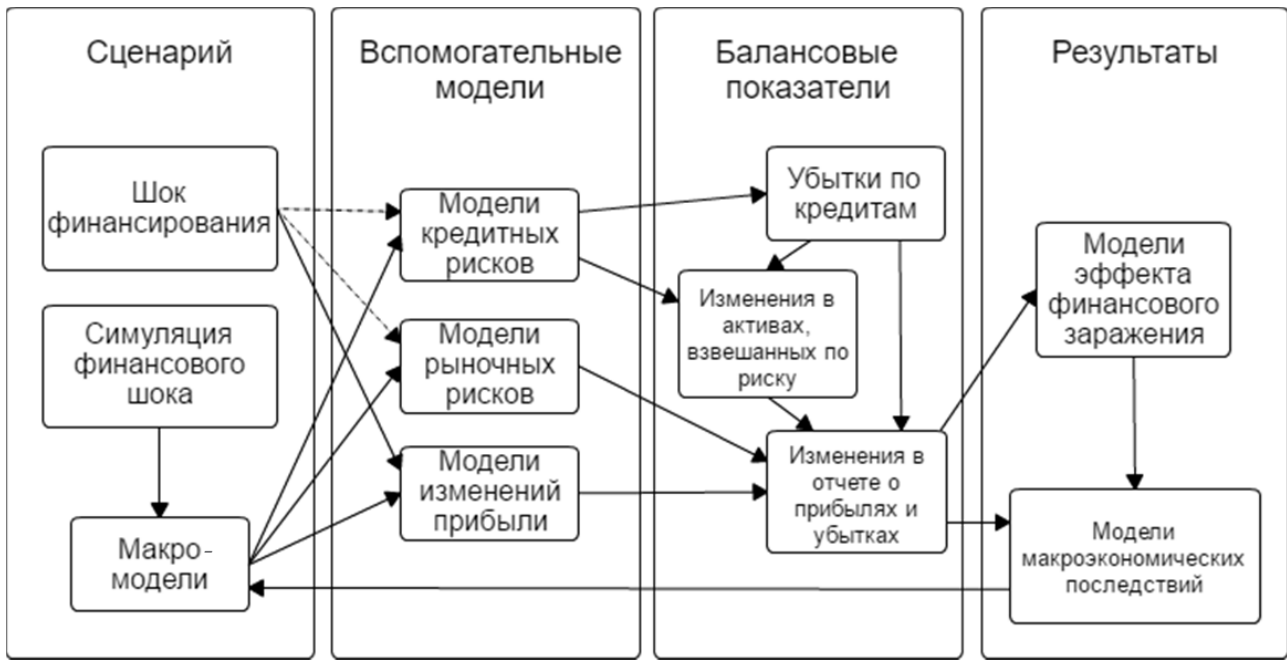 Сценарий
Шок
финансирования
Симуляция
финансового
шока
Макро-
модели
Вспомогательные
модели
Модели
кредитных
рисков
Модели
рыночных
рисков
Модели
изменений
прибыли
Балансовые
показатели
Убытки по
кредитам
Изменения в
активах,
взвешанных по
риску
Изменения в
отчете о
прибылях и
убытках
Результаты
Модели
эффекта
финансового
заражения
Модели
макроэкономических
последствий